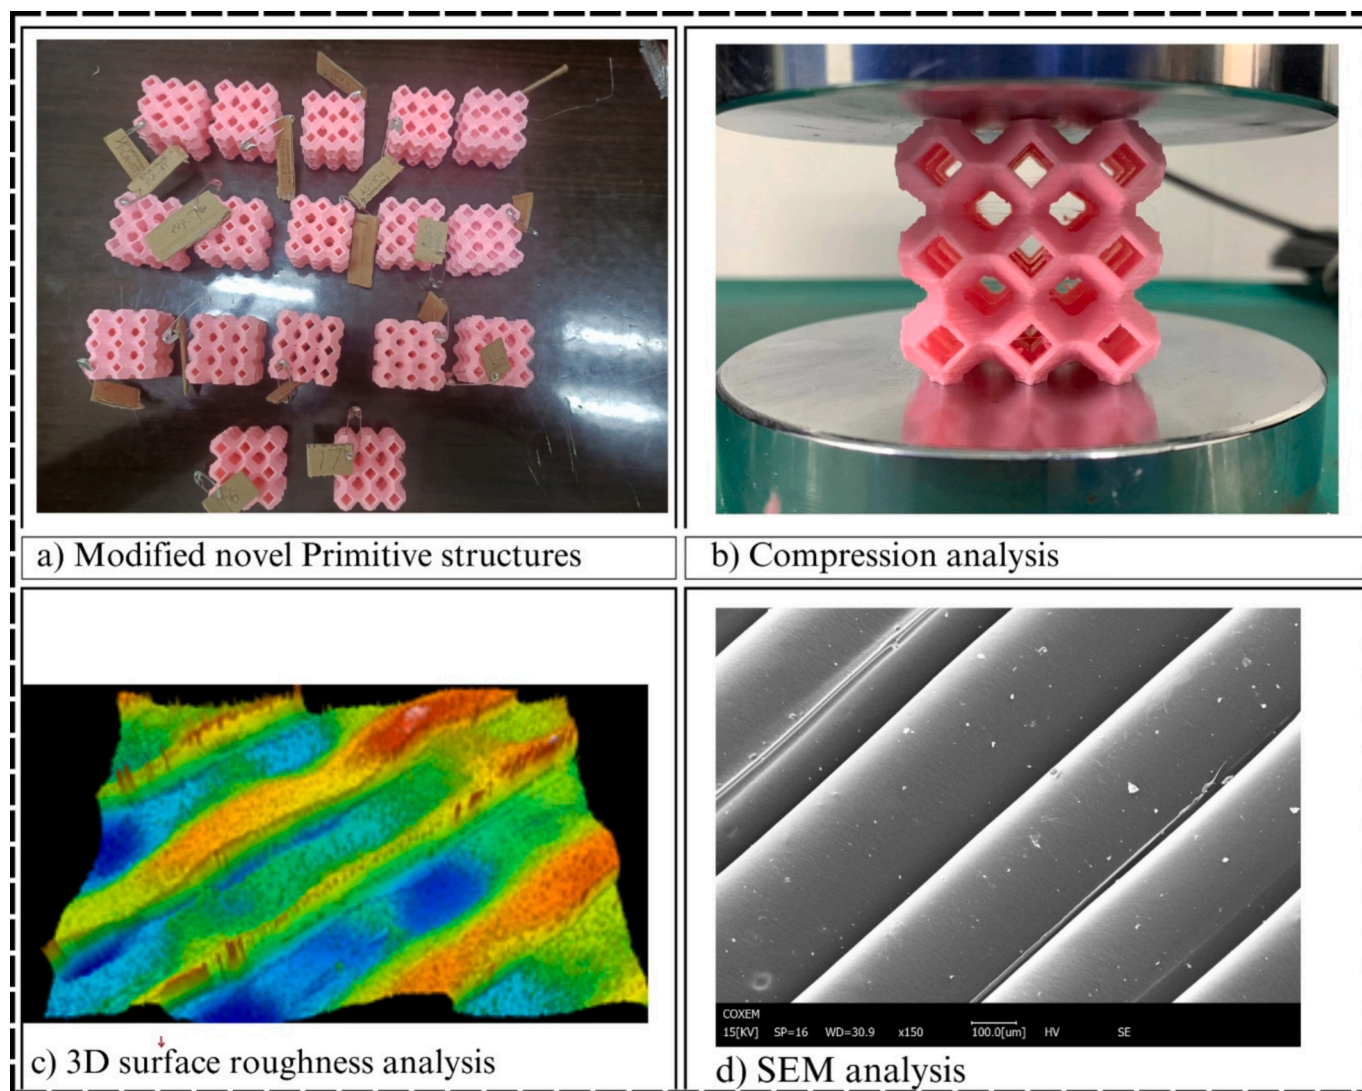 17
a) Modified novel Primitive structures
b) Compression analysis
c) 3D surface roughness analysis
COXEM
15[KV] SP=16 WD=30.9 x150 100.0[um] HV SE
d) SEM analysis